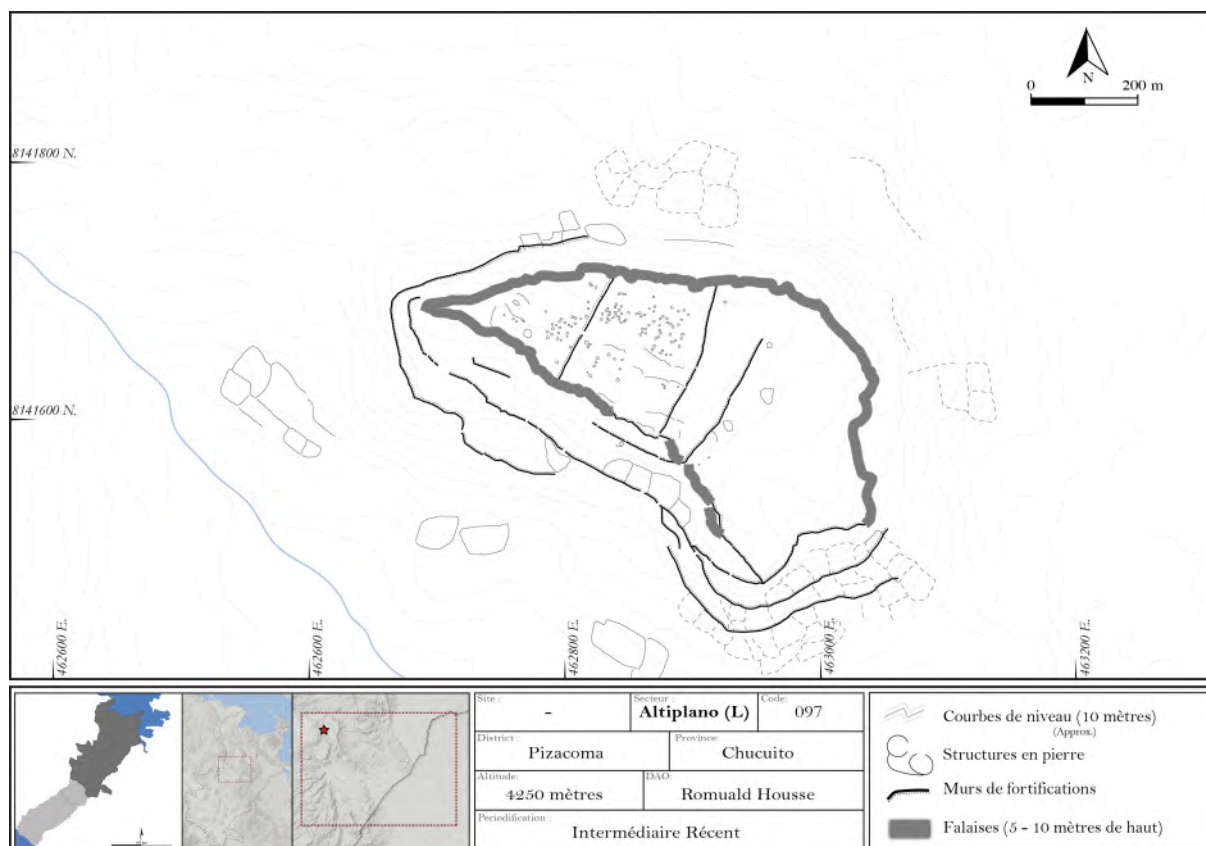 N
0 200 m
8141800 N.
8141600 N.
462600 E.
462600 E.
462800 E.
463000 E.
463200 E.
Site :
-
Secteur :
Altiplano (L)
Code:
097
District :
Pizacoma
Province:
Chucuito
Altitude:
4250 mètres
DAO:
Romuald Housse
Periodification :
Intermédiaire Récent
Courbes de niveau (10 mètres)
(Approx.)
Structures en pierre
Murs de fortifications
Falaises (5 - 10 mètres de haut)